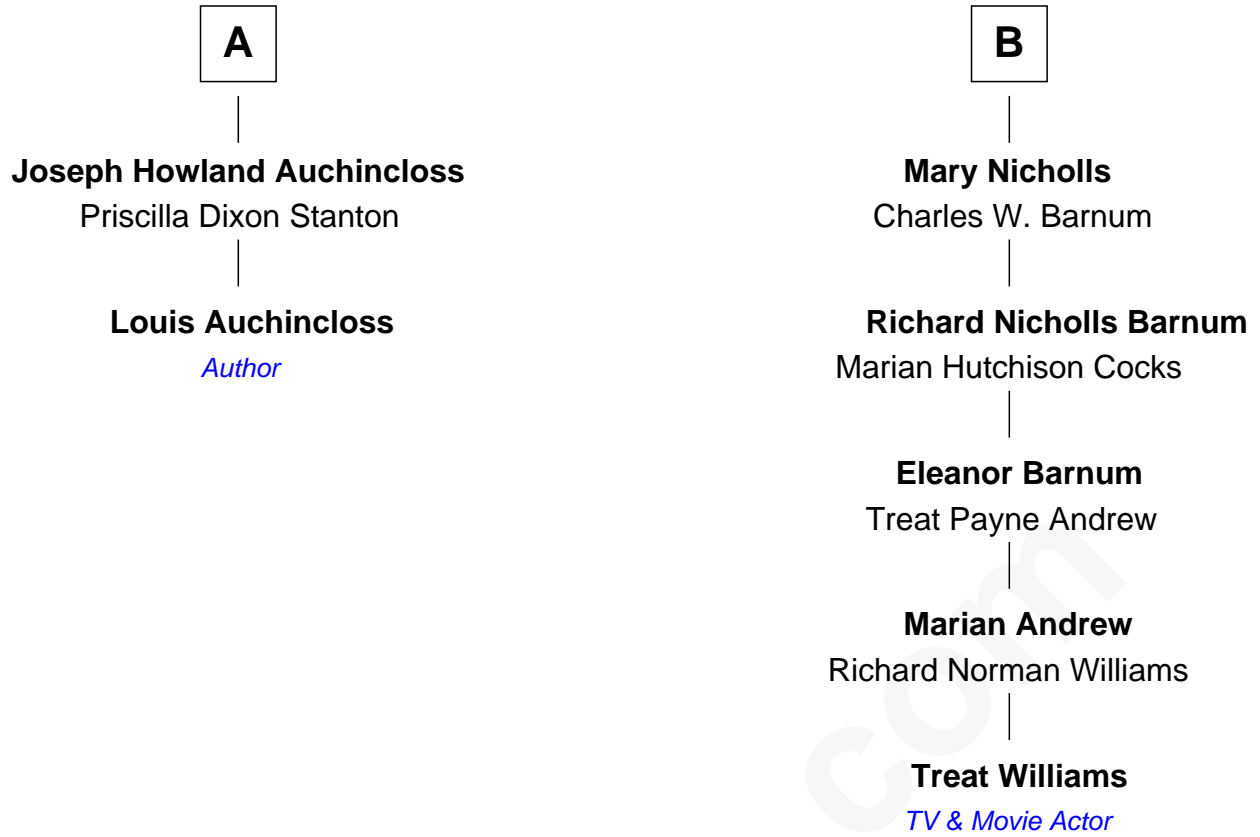 A
Joseph Howland Auchincloss
Priscilla Dixon Stanton
Louis Auchincloss
Author
B
Mary Nicholls
Charles W. Barnum
Richard Nicholls Barnum
Marian Hutchison Cocks
Eleanor Barnum
Treat Payne Andrew
Marian Andrew
Richard Norman Williams
Treat Williams
TV & Movie Actor
com